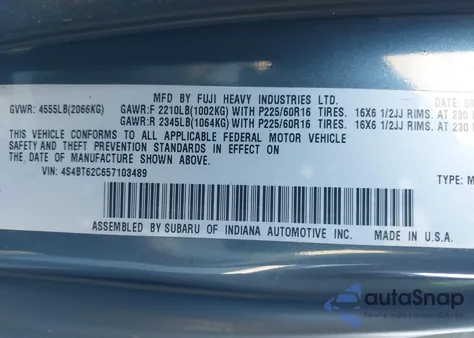 MFD BY FUJI HEAVY INDUSTRIES LTD.
GVWR: 4555LB(2066KG) GAWR:F 2210LB(1002KG) WITH P225/60R16 TIRES. 16X6 1/2JJ RIMS. AT 230
GAWR:R 2345LB(1064KG) WITH P225/60R16 TIRES. 16X6 1/2JJ RIMS. AT 230
THIS VEHICLE CONFORMS TO ALL APPLICABLE FEDERAL MOTOR VEHICLE
SAFETY AND THEFT PREVENTION STANDARDS IN EFFECT ON
THE DATE OF MANUFACTURE SHOWN ABOVE.
VIN: 4S4BT62C657103489 TYPE: M
ASSEMBLED BY SUBARU OF INDIANA AUTOMOTIVE INC. MADE IN U.S.A.
autoSnap